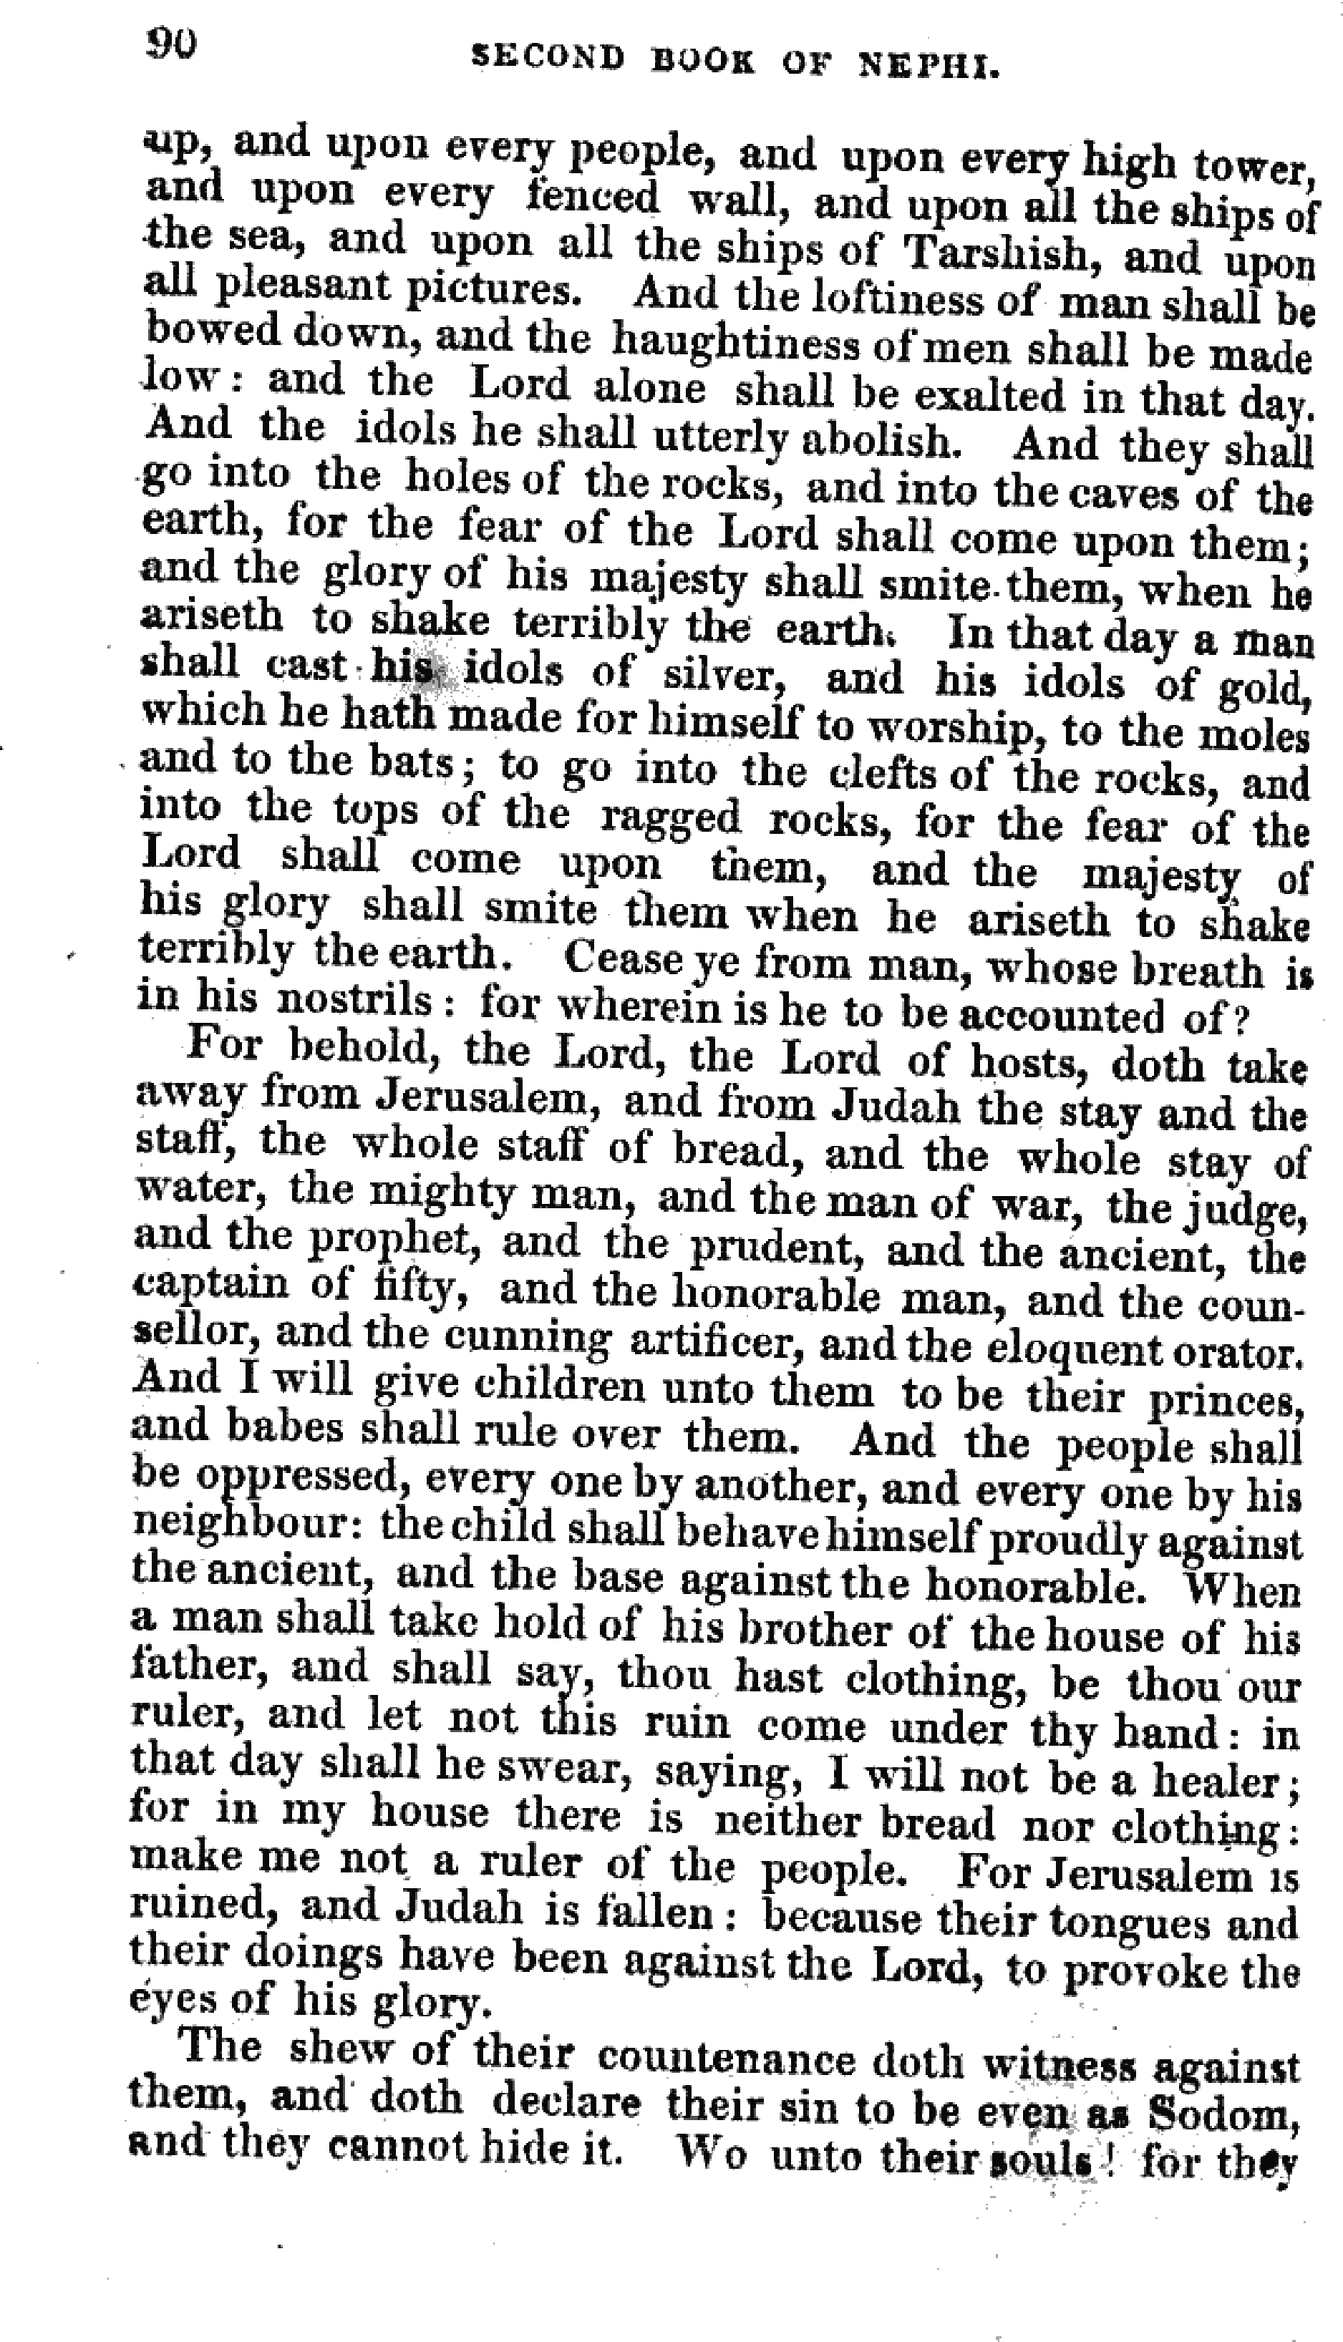 90
SECOND BOOK OF NEPHI.
up, and upon every people, and upon every high tower,
and upon every fenced wall, and upon all the ships of
the sea, and upon all the ships of Tarshish, and upon
all pleasant pictures. And the loftiness of man shall be
bowed down, and the haughtiness of men shall be made
low: and the Lord alone shall be exalted in that day.
And the idols he shall utterly abolish. And they shall
go into the holes of the rocks, and into the caves of the
earth, for the fear of the Lord shall come upon them;
and the glory of his majesty shall smite them, when he
ariseth to shake terribly the earth. In that day a man
shall cast his idols of silver, and his idols of gold,
which he hath made for himself to worship, to the moles
and to the bats; to go into the clefts of the rocks, and
into the tops of the ragged rocks, for the fear of the
Lord shall come upon them, and the majesty of
his glory shall smite them when he ariseth to shake
terribly the earth. Cease ye from man, whose breath is
in his nostrils: for wherein is he to be accounted of?
For behold, the Lord, the Lord of hosts, doth take
away from Jerusalem, and from Judah the stay and the
staff, the whole staff of bread, and the whole stay of
water, the mighty man, and the man of war, the judge,
and the prophet, and the prudent, and the ancient, the
captain of fifty, and the honorable man, and the coun-
sellor, and the cunning artificer, and the eloquent orator.
And I will give children unto them to be their princes,
and babes shall rule over them. And the people shall
be oppressed, every one by another, and every one by his
neighbour: the child shall behave himself proudly against
the ancient, and the base against the honorable. When
a man shall take hold of his brother of the house of his
father, and shall say, thou hast clothing, be thou our
ruler, and let not this ruin come under thy hand: in
that day shall he swear, saying, I will not be a healer;
for in my house there is neither bread nor clothing:
make me not a ruler of the people. For Jerusalem is
ruined, and Judah is fallen: because their tongues and
their doings have been against the Lord, to provoke the
eyes of his glory.
The shew of their countenance doth witness against
them, and doth declare their sin to be even as Sodom,
and they cannot hide it. Wo unto their souls! for they